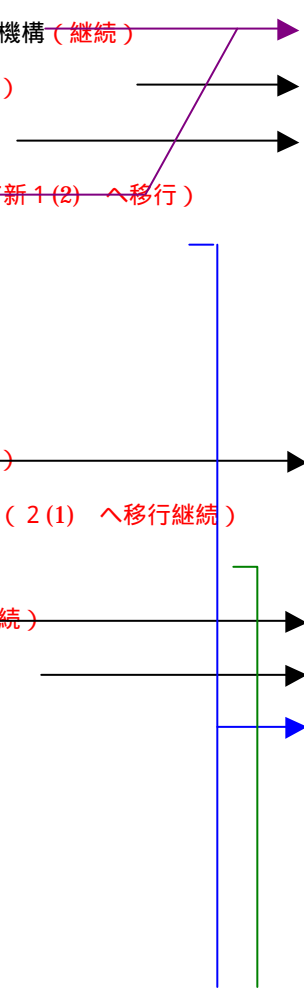 機構（継続）
）
新１(2)　へ移行）
）
（２(1)　へ移行継続）
続）